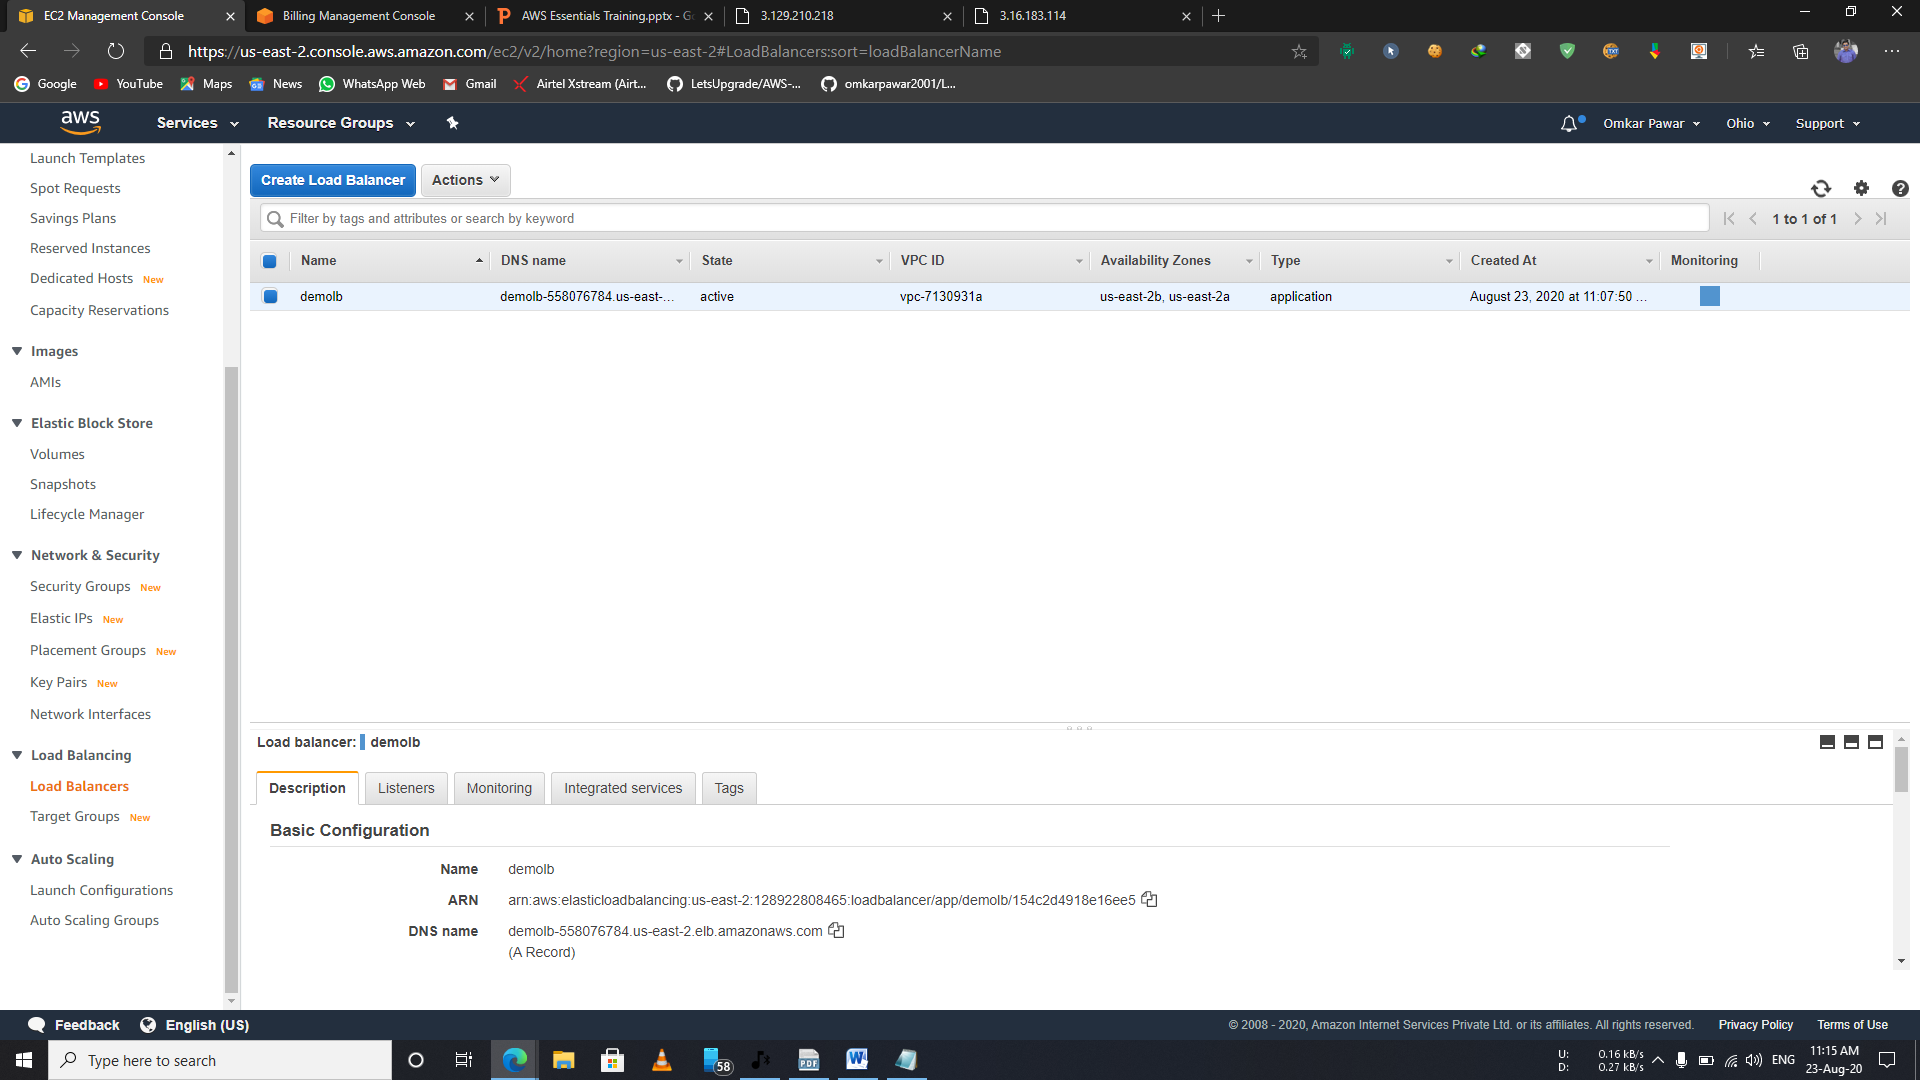 EC2 Management Console
Billing Management Console
AWS Essentials Training.pptx - G
3.129.210.218
3.16.183.114
https://us-east-2.console.aws.amazon.com/ec2/v2/home?region=us-east-2#LoadBalancers:sort=loadBalancerName
Google
YouTube
Maps
News
WhatsApp Web
Gmail
Airtel Xstream (Airt...
LetsUpgrade/AWS-...
omkarpawar2001/L...
aws
Services
Resource Groups
Omkar Pawar
Ohio
Support
Launch Templates
Spot Requests
Savings Plans
Reserved Instances
Dedicated Hosts New
Capacity Reservations
Images
AMIs
Elastic Block Store
Volumes
Snapshots
Lifecycle Manager
Network & Security
Security Groups New
Elastic IPs New
Placement Groups New
Key Pairs New
Network Interfaces
Load Balancing
Load Balancers
Target Groups New
Auto Scaling
Launch Configurations
Auto Scaling Groups
Create Load Balancer
Actions
Filter by tags and attributes or search by keyword
1 to 1 of 1
Name DNS name State VPC ID Availability Zones Type Created At Monitoring
demolb demolb-558076784.us-east-... active vpc-7130931a us-east-2b, us-east-2a application August 23, 2020 at 11:07:50 ...
Load balancer: demolb
Description Listeners Monitoring Integrated services Tags
Basic Configuration
Name demolb
ARN arn:aws:elasticloadbalancing:us-east-2:128922808465:loadbalancer/app/demolb/154c2d4918e16ee5
DNS name demolb-558076784.us-east-2.elb.amazonaws.com
(A Record)
Feedback
English (US)
© 2008 - 2020, Amazon Internet Services Private Ltd. or its affiliates. All rights reserved.
Privacy Policy
Terms of Use
Type here to search
58
PDF
U: 0.16 kB/s
D: 0.27 kB/s
ENG
11:15 AM
23-Aug-20